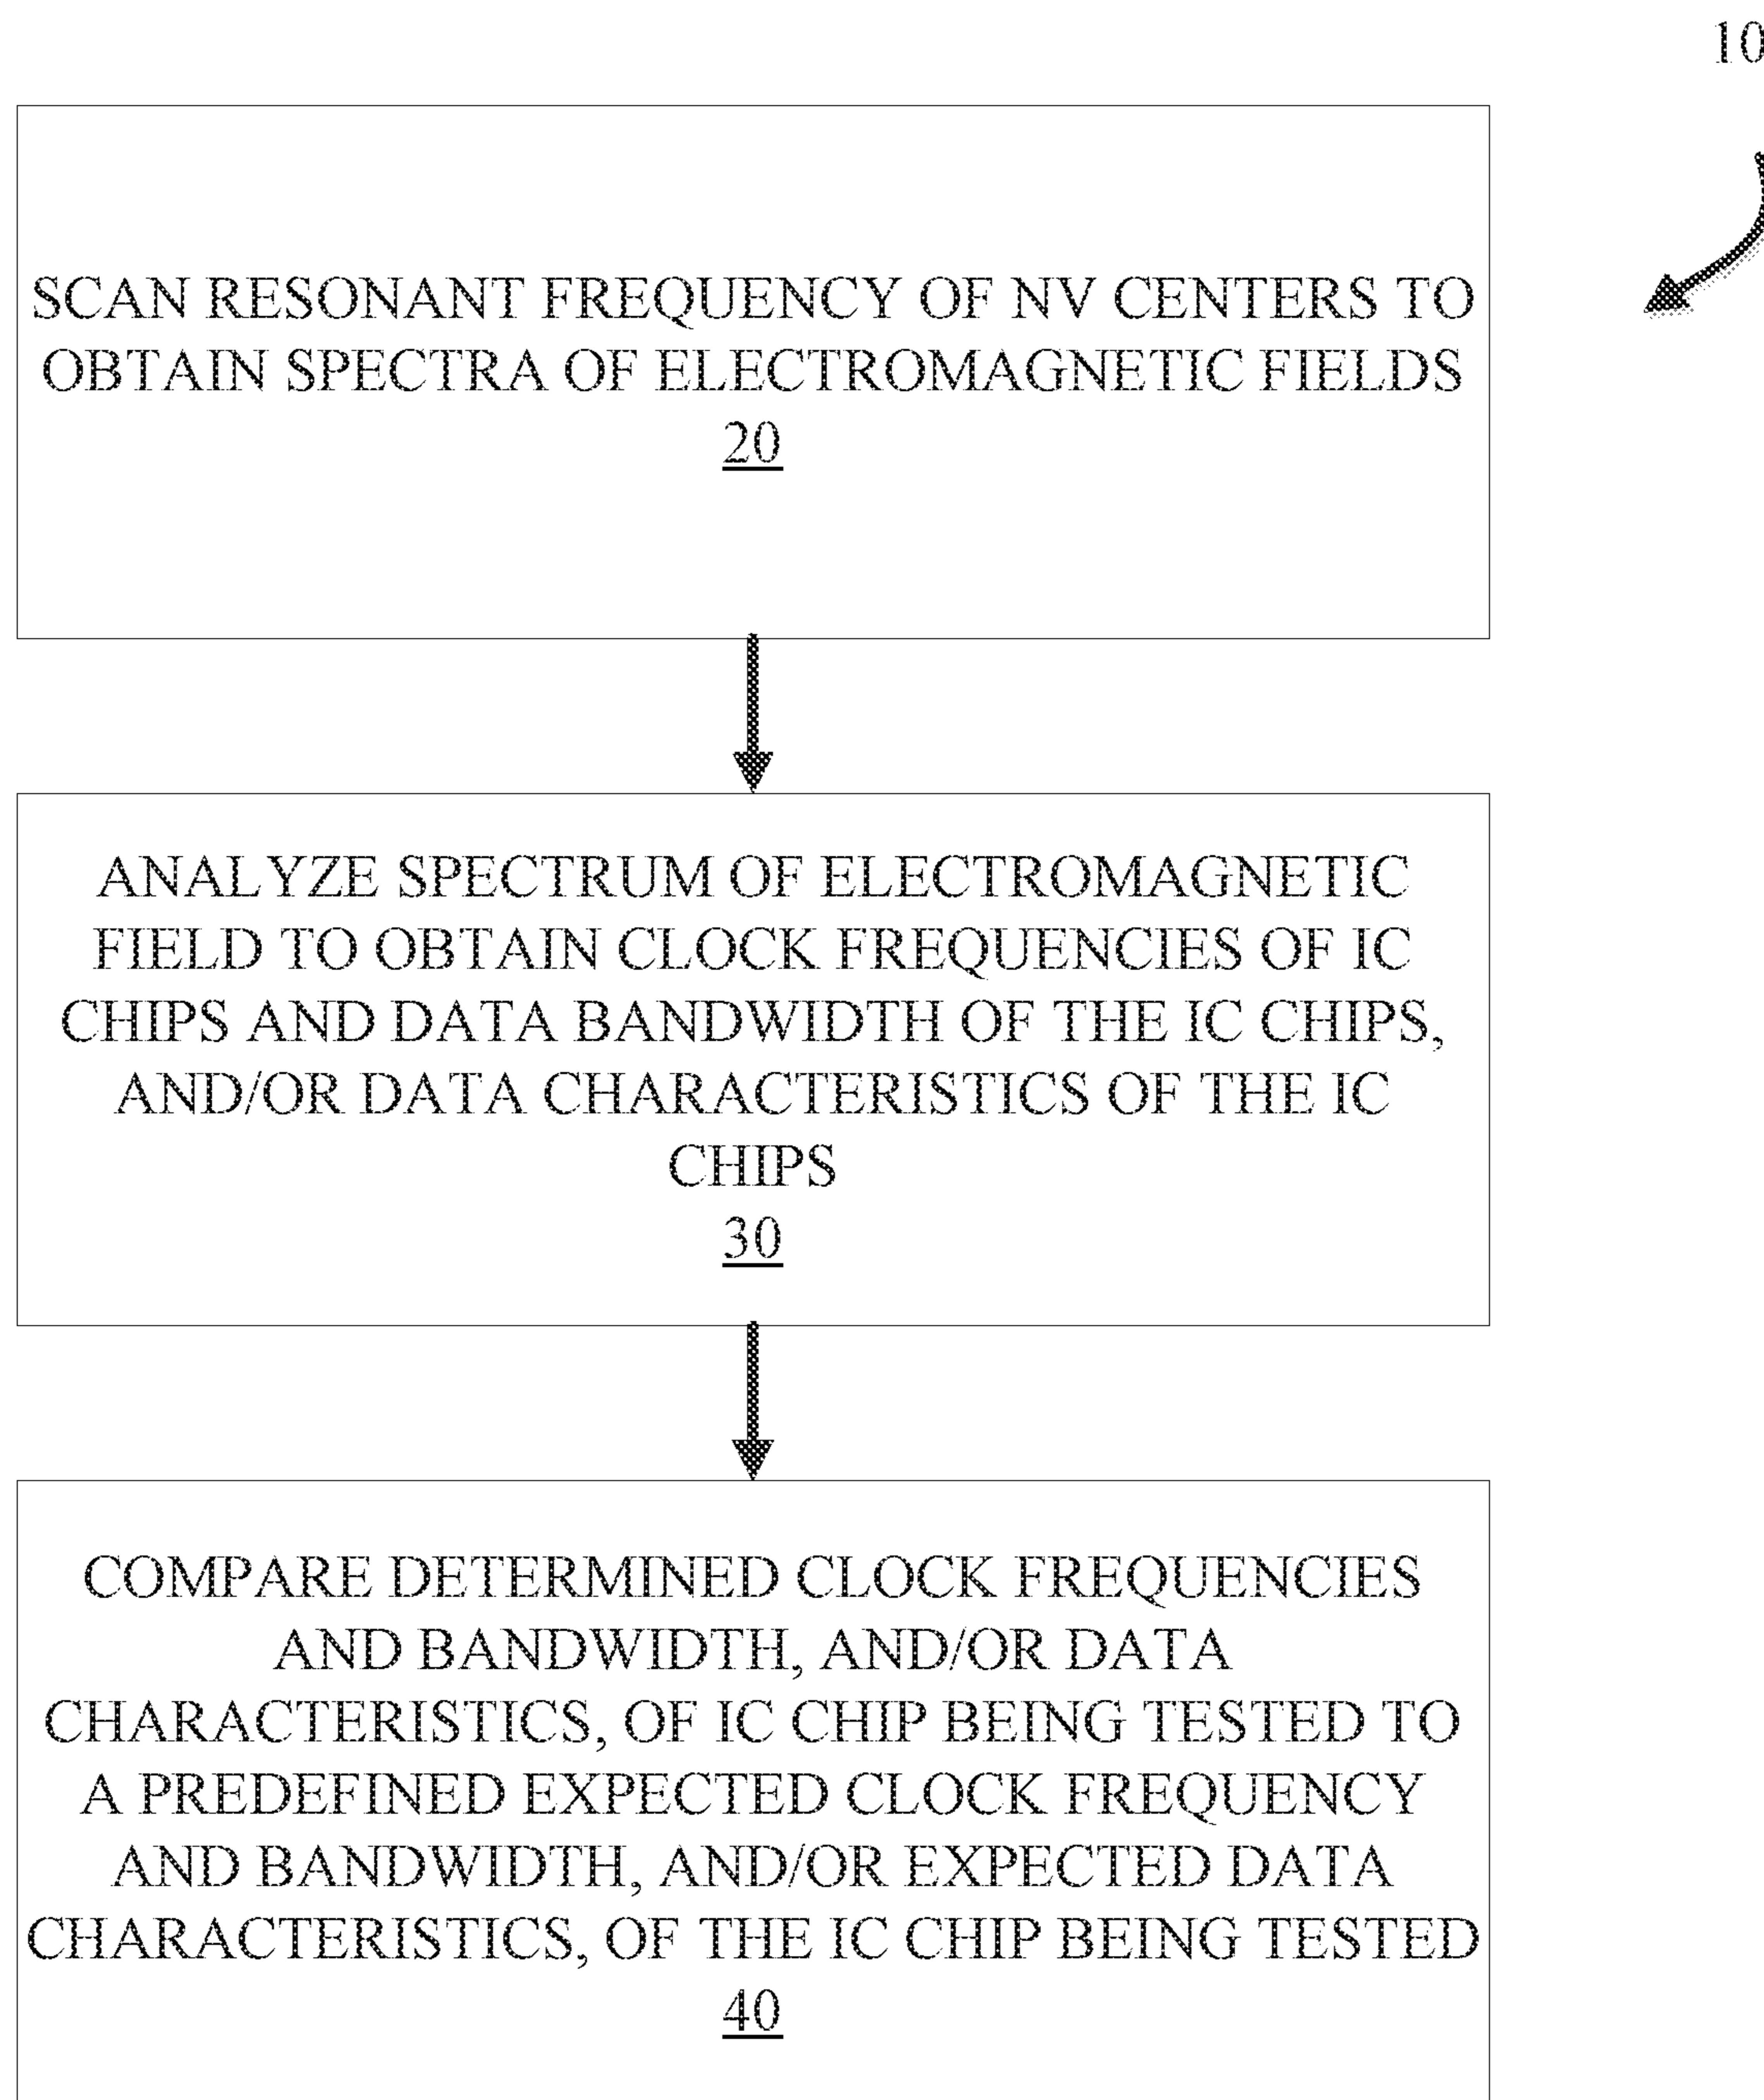 10
SCAN RESONANT FREQUENCY OF NV CENTERS TO
OBTAIN SPECTRA OF ELECTROMAGNETIC FIELDS
20
ANALYZE SPECTRUM OF ELECTROMAGNETIC
FIELD TO OBTAIN CLOCK FREQUENCIES OF IC
CHIPS AND DATA BANDWIDTH OF THE IC CHIPS,
AND/OR DATA CHARACTERISTICS OF THE IC
CHIPS
30
COMPARE DETERMINED CLOCK FREQUENCIES
AND BANDWIDTH, AND/OR DATA
CHARACTERISTICS, OF IC CHIP BEING TESTED TO
A PREDEFINED EXPECTED CLOCK FREQUENCY
AND BANDWIDTH, AND/OR EXPECTED DATA
CHARACTERISTICS, OF THE IC CHIP BEING TESTED
40